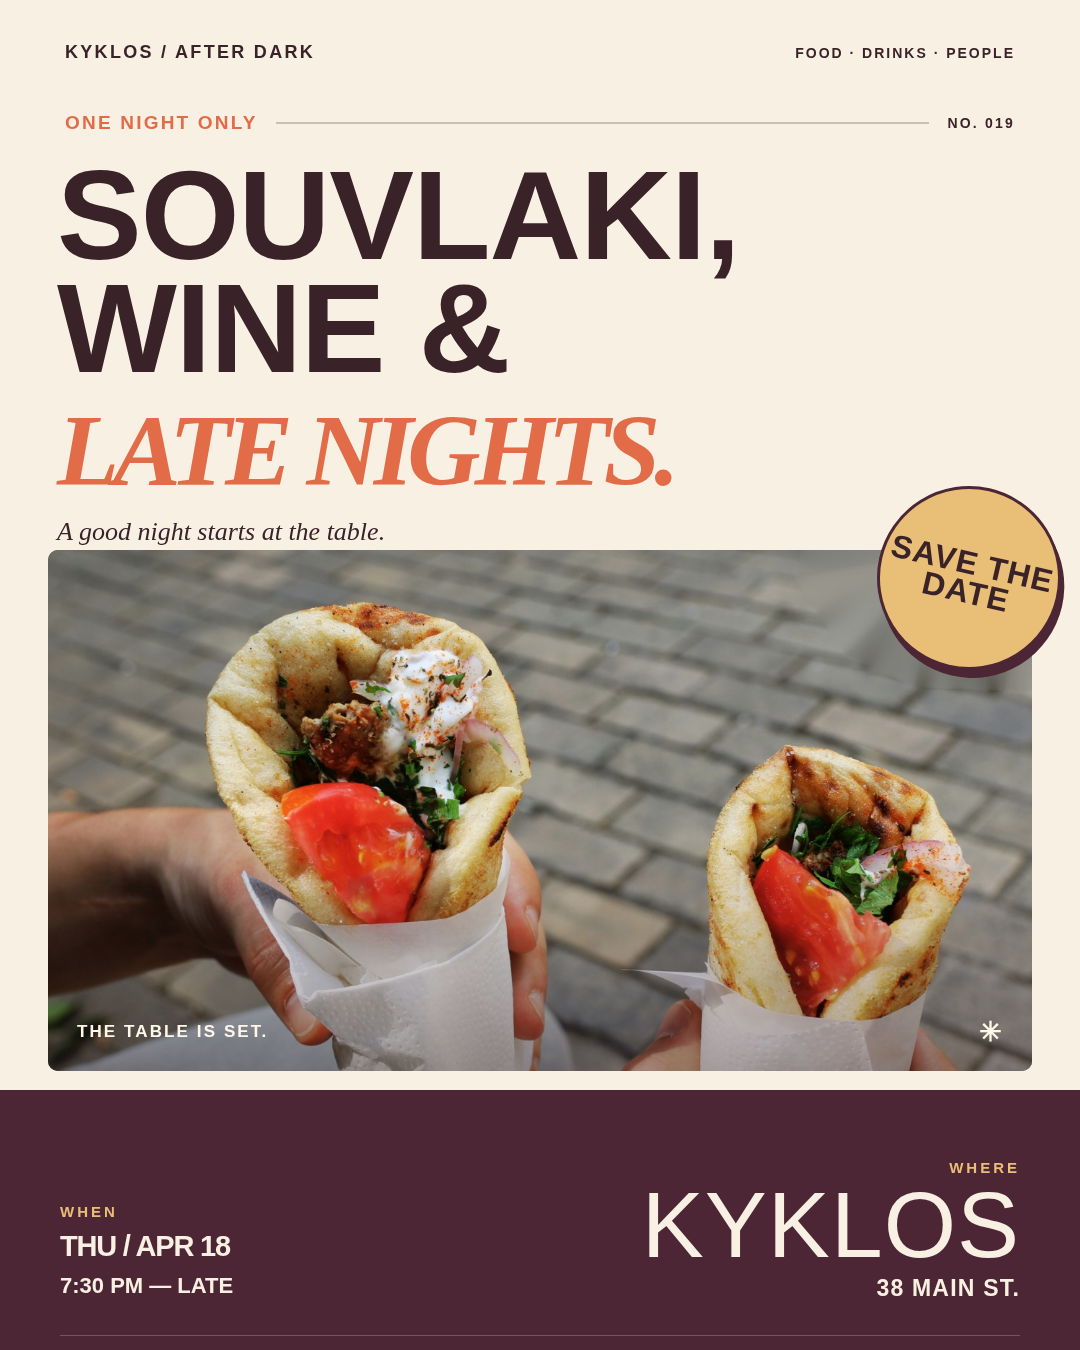 KYKLOS / AFTER DARK
FOOD · DRINKS · PEOPLE
ONE NIGHT ONLY
NO. 019
SOUVLAKI,
WINE &
LATE NIGHTS.
A good night starts at the table.
SAVE THE
DATE
THE TABLE IS SET.
WHEN
THU / APR 18
7:30 PM — LATE
WHERE
KYKLOS
38 MAIN ST.